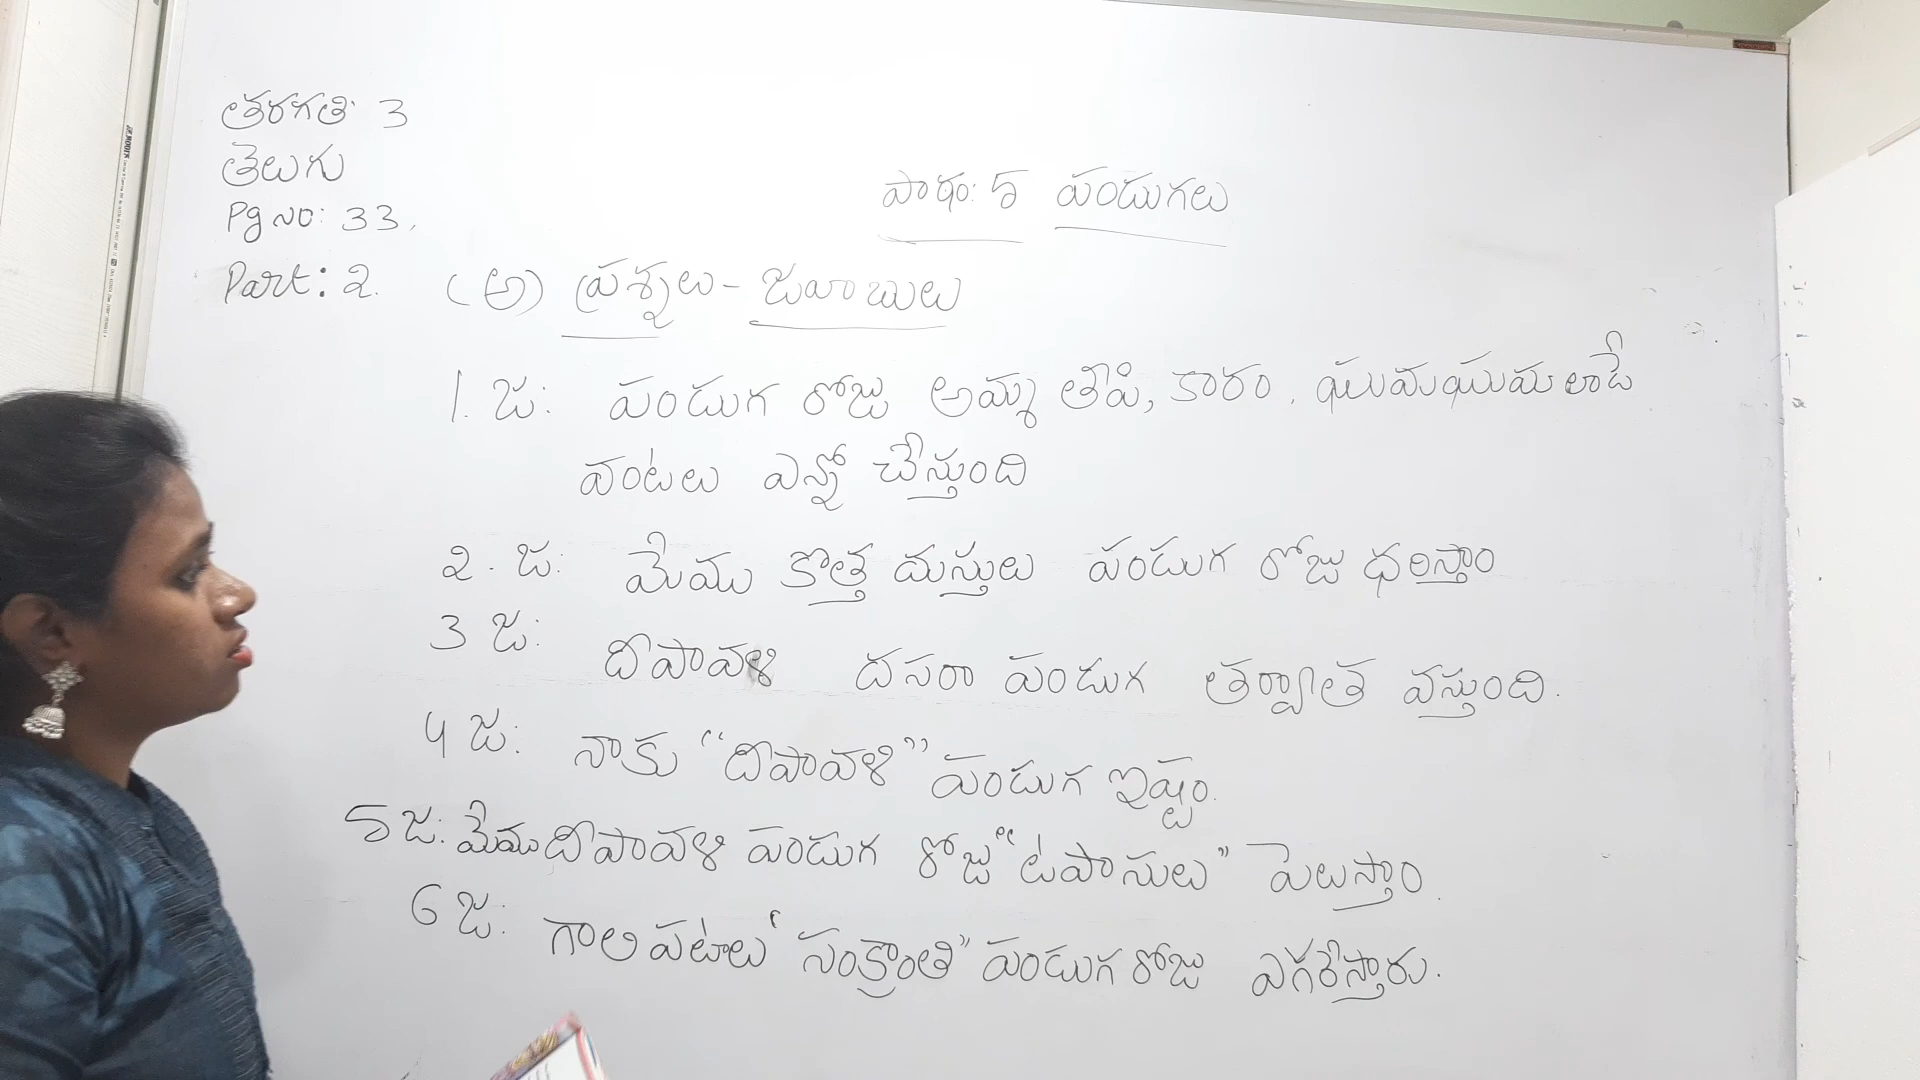 తరగతి: 3
తెలుగు
Pg no: 33.
పాఠం: 5 పండుగలు
Part: 2. (అ) ప్రశ్నలు - జవాబులు
1. జ: పండుగ రోజు అమ్మ తీపి, కారం, ఘుమఘుమలాడే
వంటలు ఎన్నో చేస్తుంది
2. జ: మేము కొత్త దుస్తులు పండుగ రోజు ధరిస్తాం
3 జ: దీపావళి దసరా పండుగ తర్వాత వస్తుంది.
4 జ: నాకు "దీపావళి" పండుగ ఇష్టం.
5 జ: మేము దీపావళి పండుగ రోజు "టపాసులు" పేలుస్తాం.
6 జ: గాలి పటాలు 'సంక్రాంతి" పండుగ రోజు ఎగరేస్తారు.